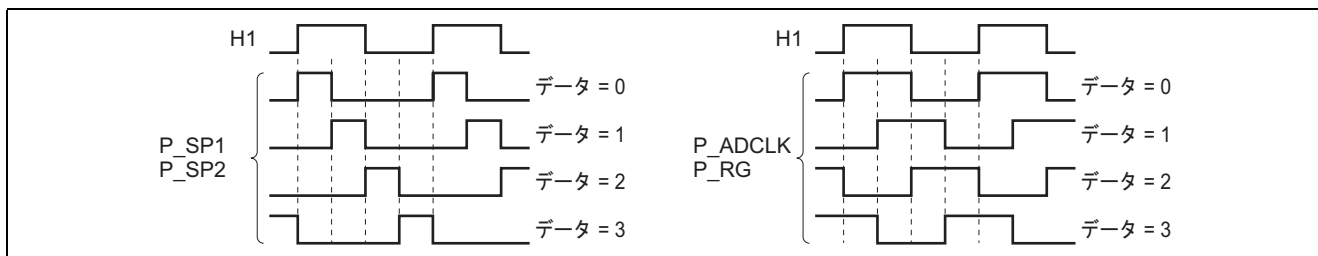 H1
データ = 0
データ = 1
P_SP1
P_SP2
データ = 2
データ = 3
H1
データ = 0
データ = 1
P_ADCLK
P_RG
データ = 2
データ = 3